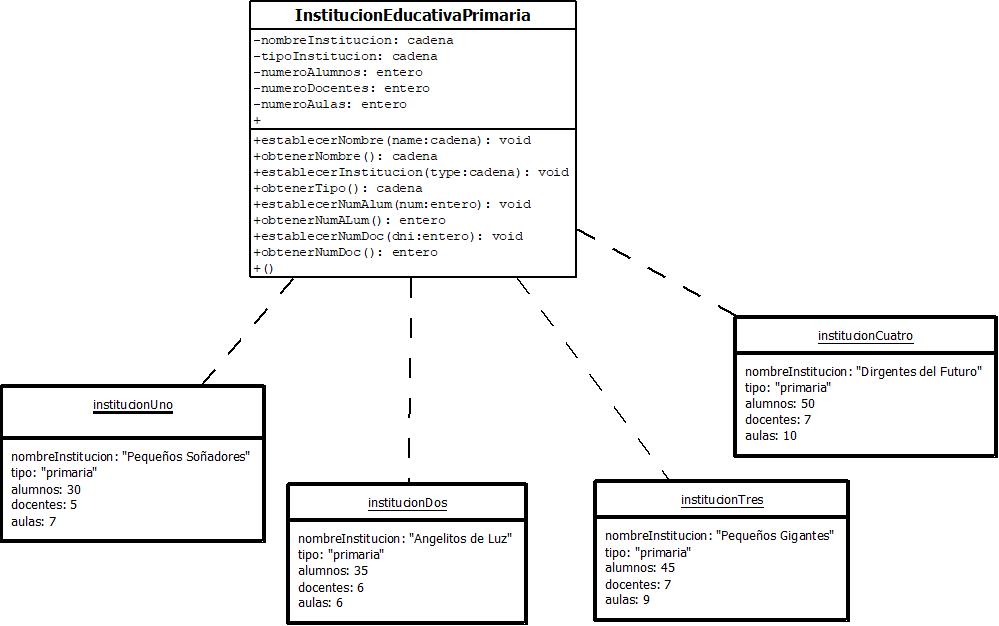 InstitucionEducativaPrimaria
-nombreInstitucion: cadena
-tipoInstitucion: cadena
-numeroAlumnos: entero
-numeroDocentes: entero
-numeroAulas: entero
+
+establecerNombre(name:cadena): void
+obtenerNombre(): cadena
+establecerInstitucion(type:cadena): void
+obtenerTipo(): cadena
+establecerNumAlum(num:entero): void
+obtenerNumALum(): entero
+establecerNumDoc(dni:entero): void
+obtenerNumDoc(): entero
+()
institucionUno
nombreInstitucion: "Pequeños Soñadores"
tipo: "primaria"
alumnos: 30
docentes: 5
aulas: 7
institucionDos
nombreInstitucion: "Angelitos de Luz"
tipo: "primaria"
alumnos: 35
docentes: 6
aulas: 6
institucionTres
nombreInstitucion: "Pequeños Gigantes"
tipo: "primaria"
alumnos: 45
docentes: 7
aulas: 9
institucionCuatro
nombreInstitucion: "Dirgentes del Futuro"
tipo: "primaria"
alumnos: 50
docentes: 7
aulas: 10